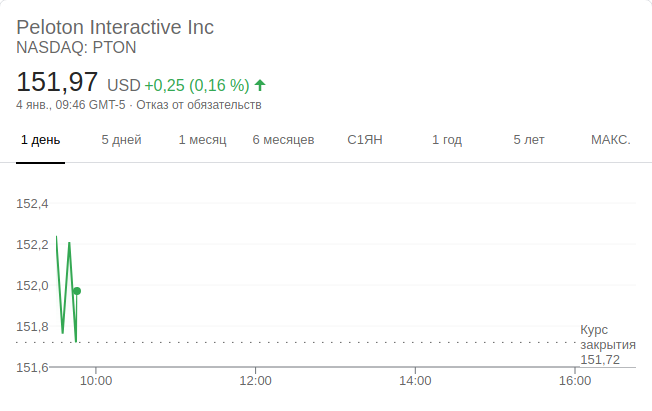 Peloton Interactive Inc
NASDAQ: PTON
151,97 USD +0,25 (0,16 %)
4 янв., 09:46 GMT-5 · Отказ от обязательств
1 день 5 дней 1 месяц 6 месяцев С1ЯН 1 год 5 лет МАКС.
152,4
152,2
152,0
151,8
151,6
Курс
закрытия
151,72
10:00 12:00 14:00 16:00